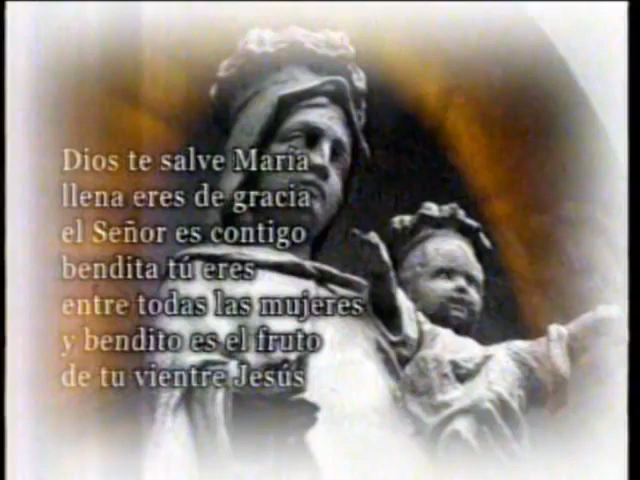 Dios te salve María
llena eres de gracia
el Señor es contigo
bendita tú eres
entre todas las mujeres
y bendito es el fruto
de tu vientre Jesús